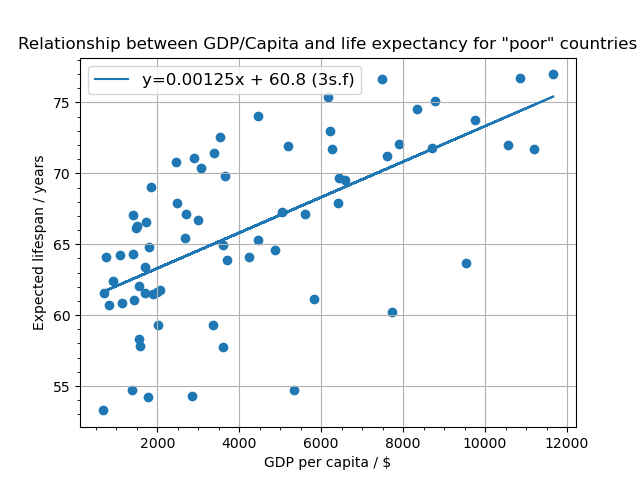 Relationship between GDP/Capita and life expectancy for "poor" countries
y=0.00125x + 60.8 (3s.f)
75
70
65
60
55
Expected lifespan / years
2000 4000 6000 8000 10000 12000
GDP per capita / $